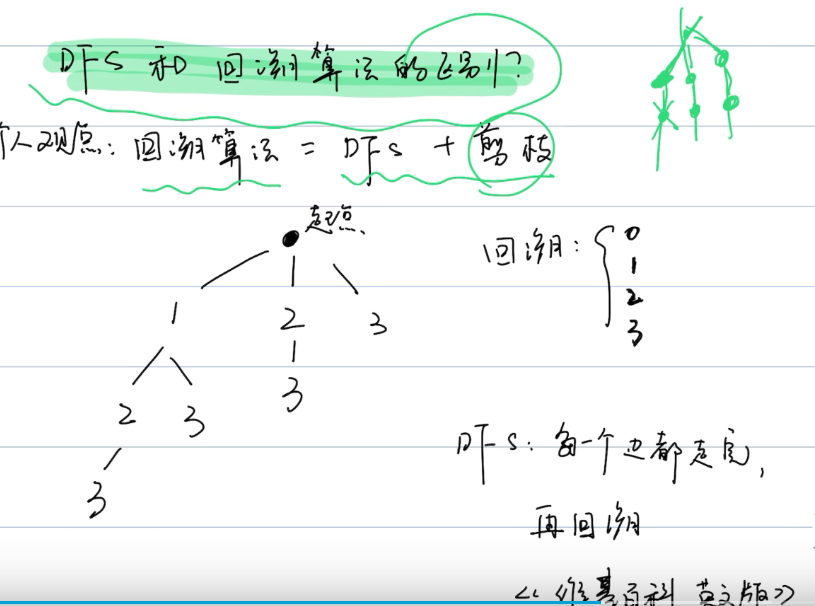 DFS 和 回溯算法的区别?
个人观点: 回溯算法 = DFS + 剪枝
起点
回溯: 0
1
2
3
1 2 3
2 3 3
3
DFS: 每一个边都走完,
再回溯
《维基百科 英文版》